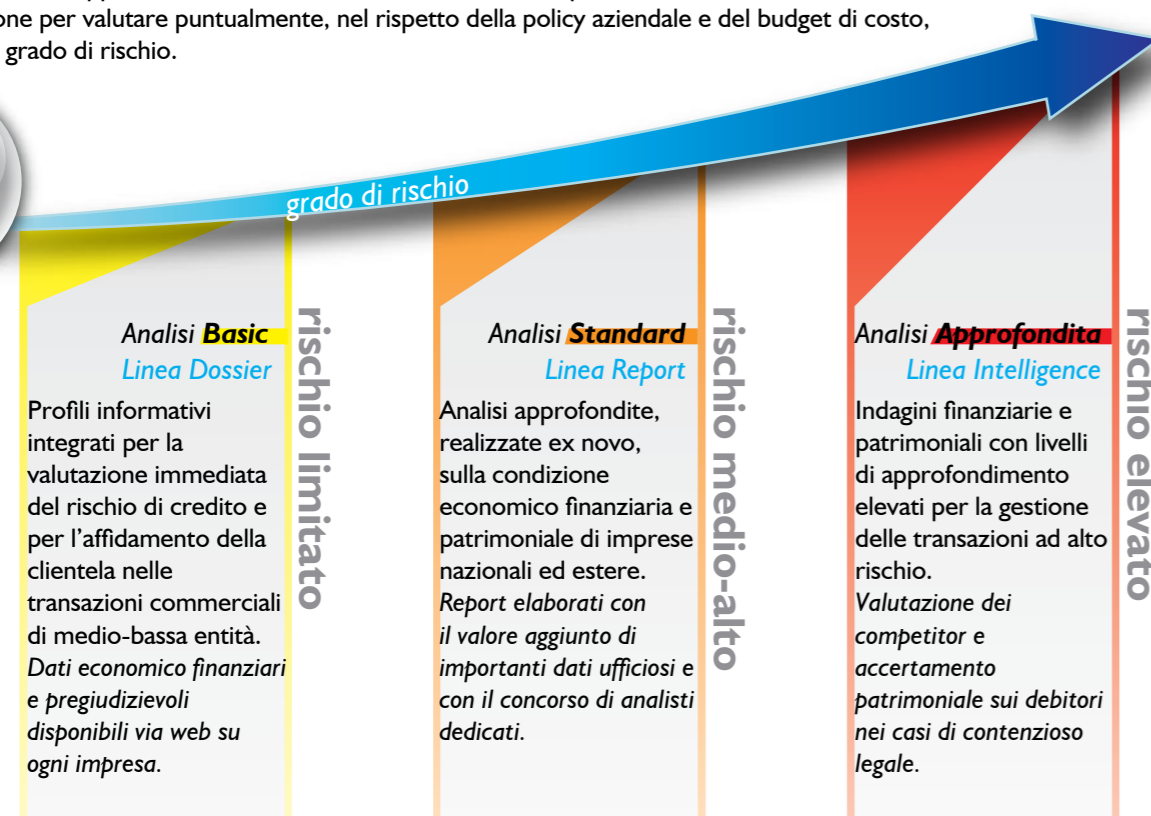 one per valutare puntualmente, nel rispetto della policy aziendale e del budget di costo,
grado di rischio.
grado di rischio
Analisi Basic
Linea Dossier
Profili informativi
integrati per la
valutazione immediata
del rischio di credito e
per l’affidamento della
clientela nelle
transazioni commerciali
di medio-bassa entità.
Dati economico finanziari
e pregiudizievoli
disponibili via web su
ogni impresa.
rischio limitato
Analisi Standard
Linea Report
Analisi approfondite,
realizzate ex novo,
sulla condizione
economico finanziaria e
patrimoniale di imprese
nazionali ed estere.
Report elaborati con
il valore aggiunto di
importanti dati ufficiosi e
con il concorso di analisti
dedicati.
rischio medio-alto
Analisi Approfondita
Linea Intelligence
Indagini finanziarie e
patrimoniali con livelli
di approfondimento
elevati per la gestione
delle transazioni ad alto
rischio.
Valutazione dei
competitor e
accertamento
patrimoniale sui debitori
nei casi di contenzioso
legale.
rischio elevato